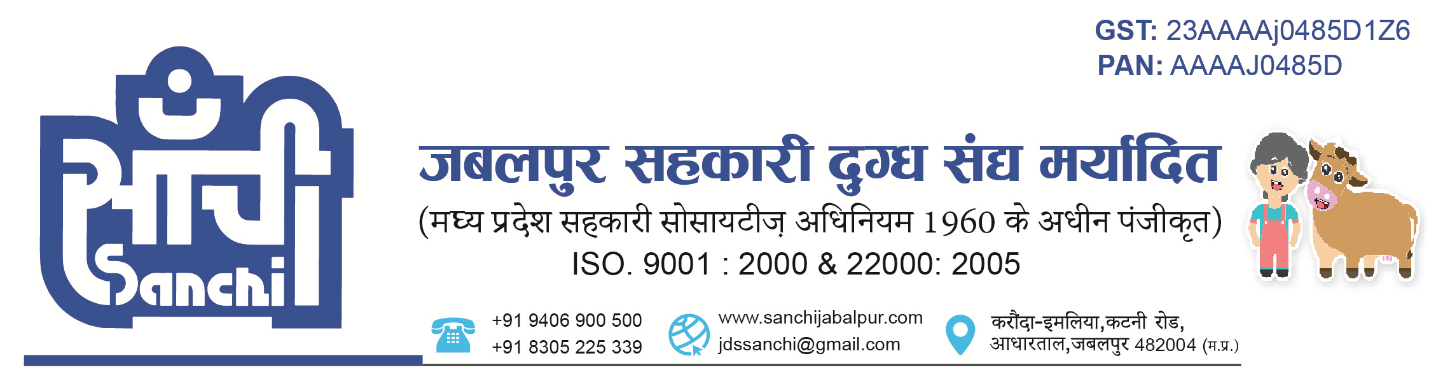 GST: 23AAAAj0485D1Z6
PAN: AAAAJ0485D
साँची
Sanchi
जबलपुर सहकारी दुग्ध संद्य मर्यादित
(मघ्य प्रदेश सहकारी सोसायटीज़ अधिनियम 1960 के अधीन पंजीकृत)
ISO. 9001 : 2000 & 22000: 2005
+91 9406 900 500
+91 8305 225 339
www.sanchijabalpur.com
jdssanchi@gmail.com
करौंदा-इमलिया,कटनी रोड,
आधारताल,जबलपुर 482004 (म.प्र.)